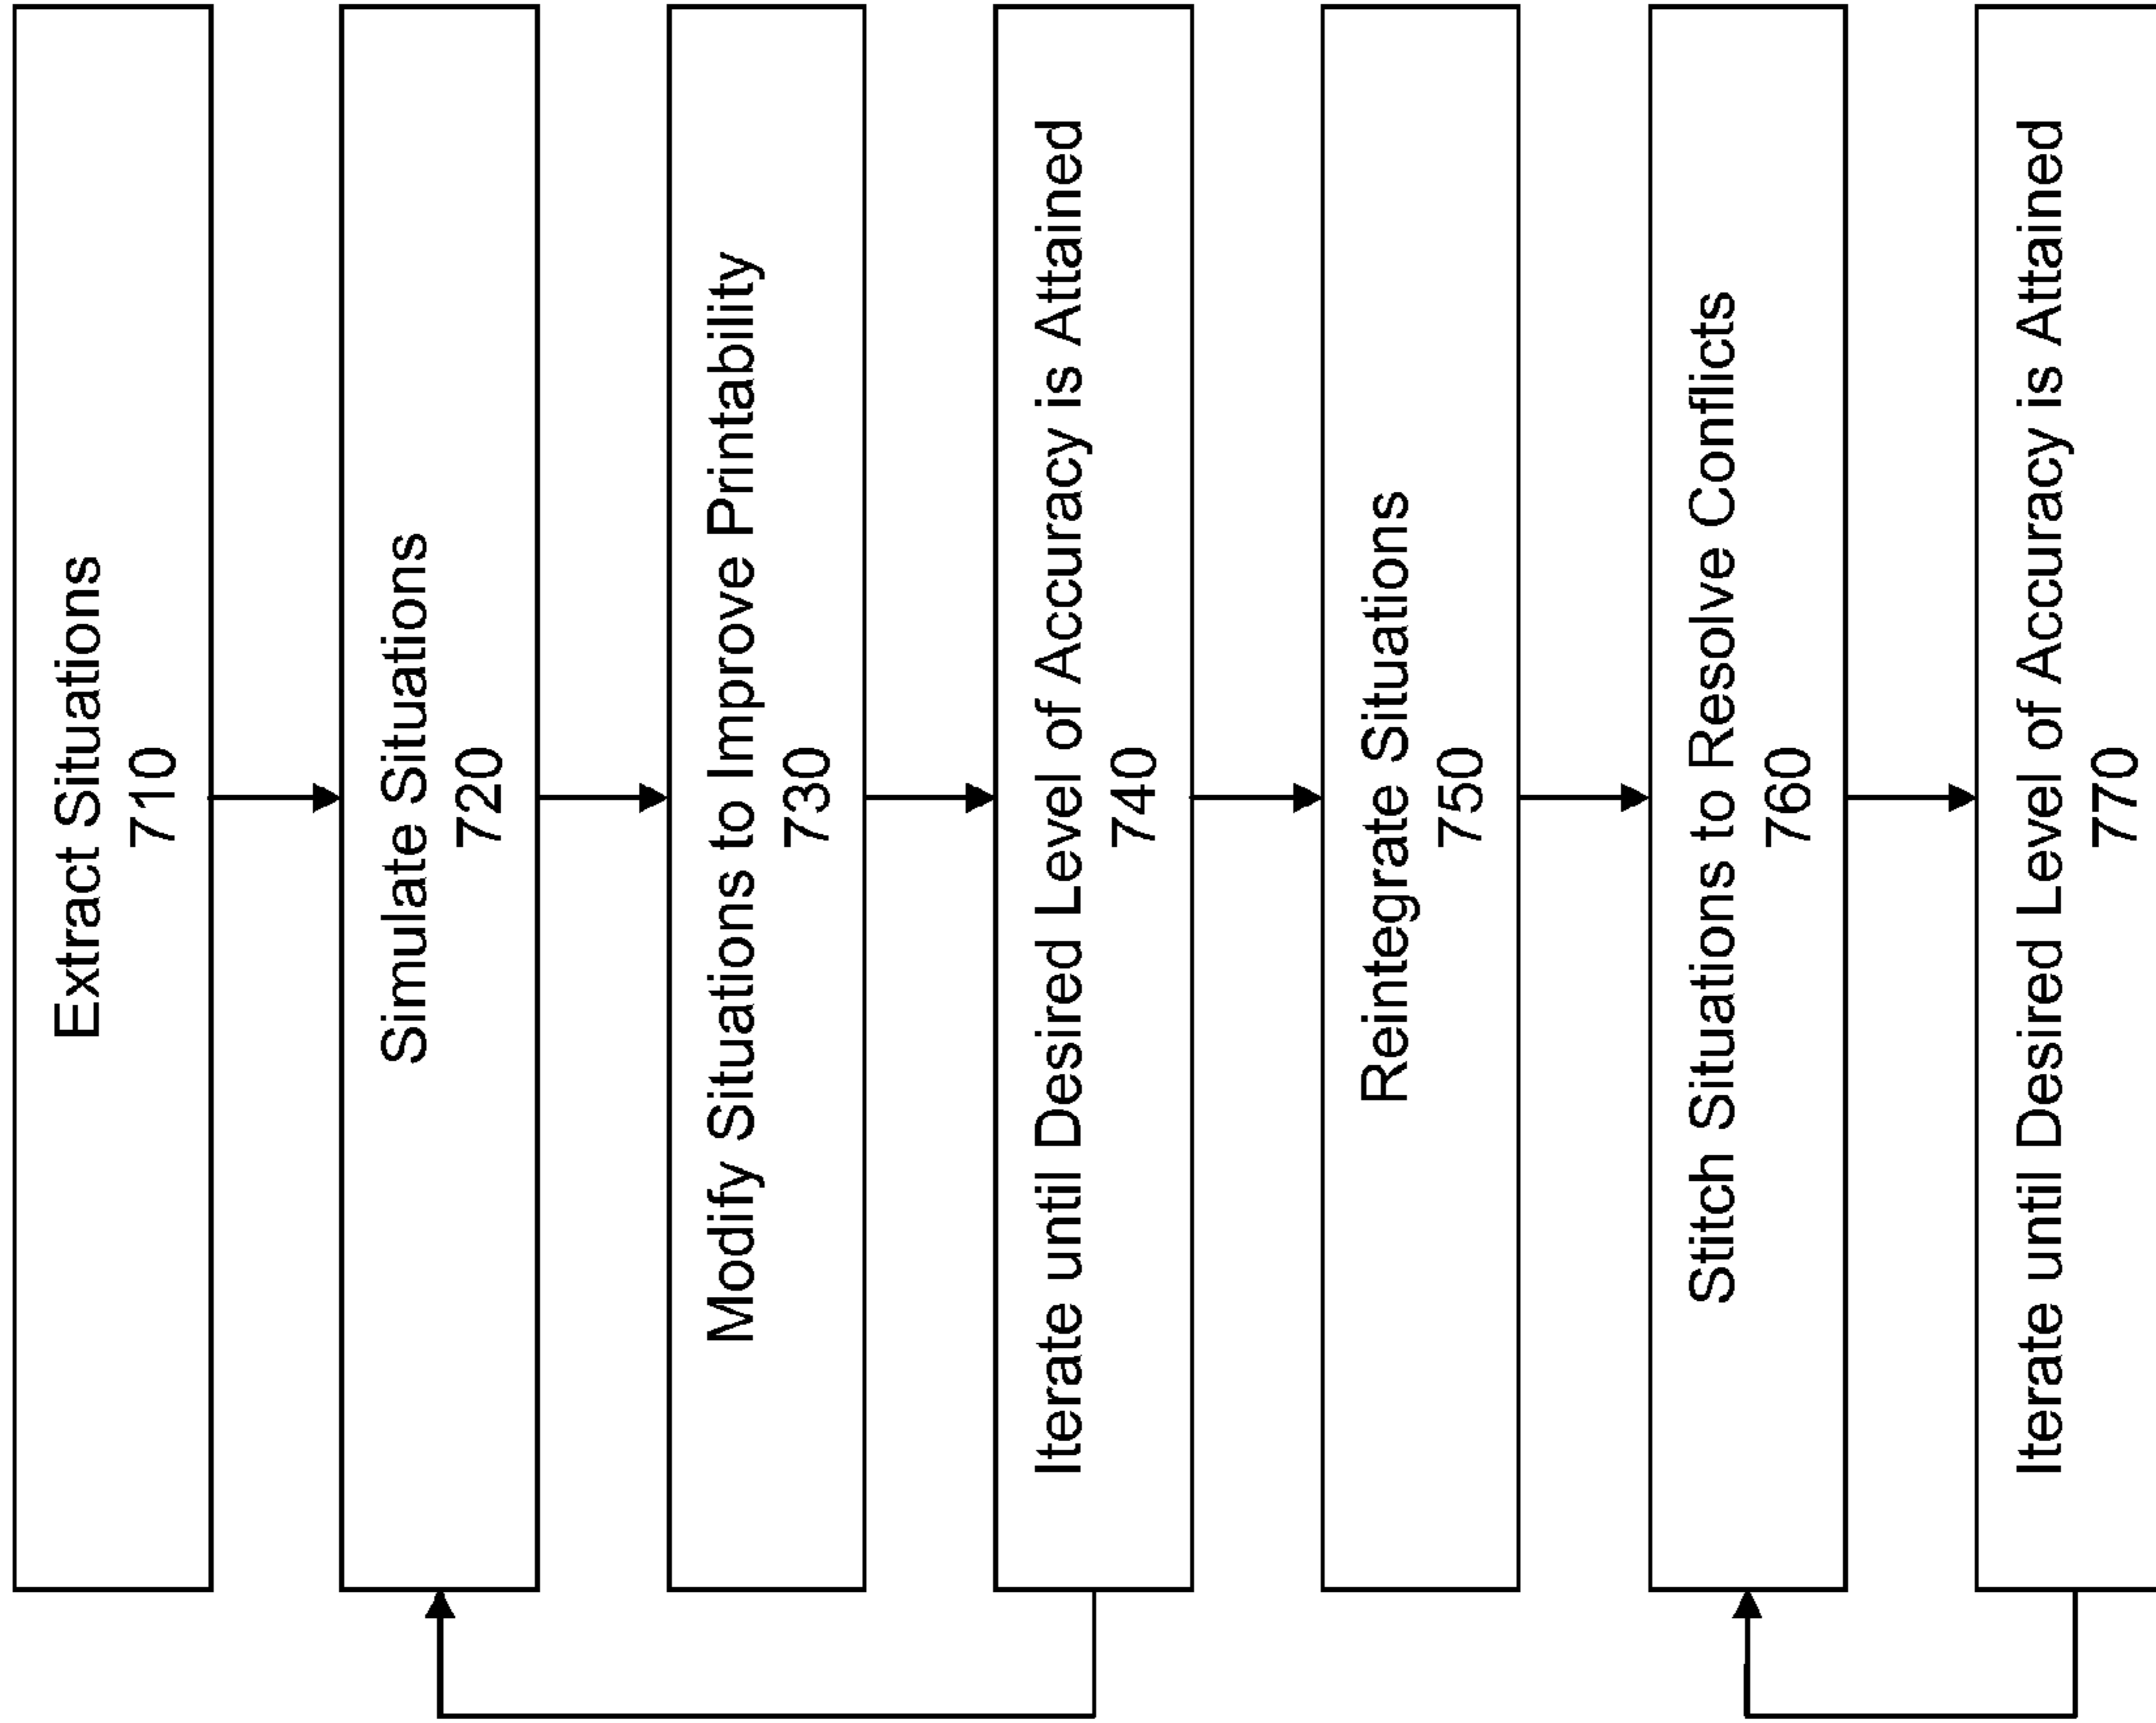 Extract Situations
710
Simulate Situations
720
Modify Situations to Improve Printability
730
Iterate until Desired Level of Accuracy is Attained
740
Reintegrate Situations
750
Stitch Situations to Resolve Conflicts
760
Iterate until Desired Level of Accuracy is Attained
770